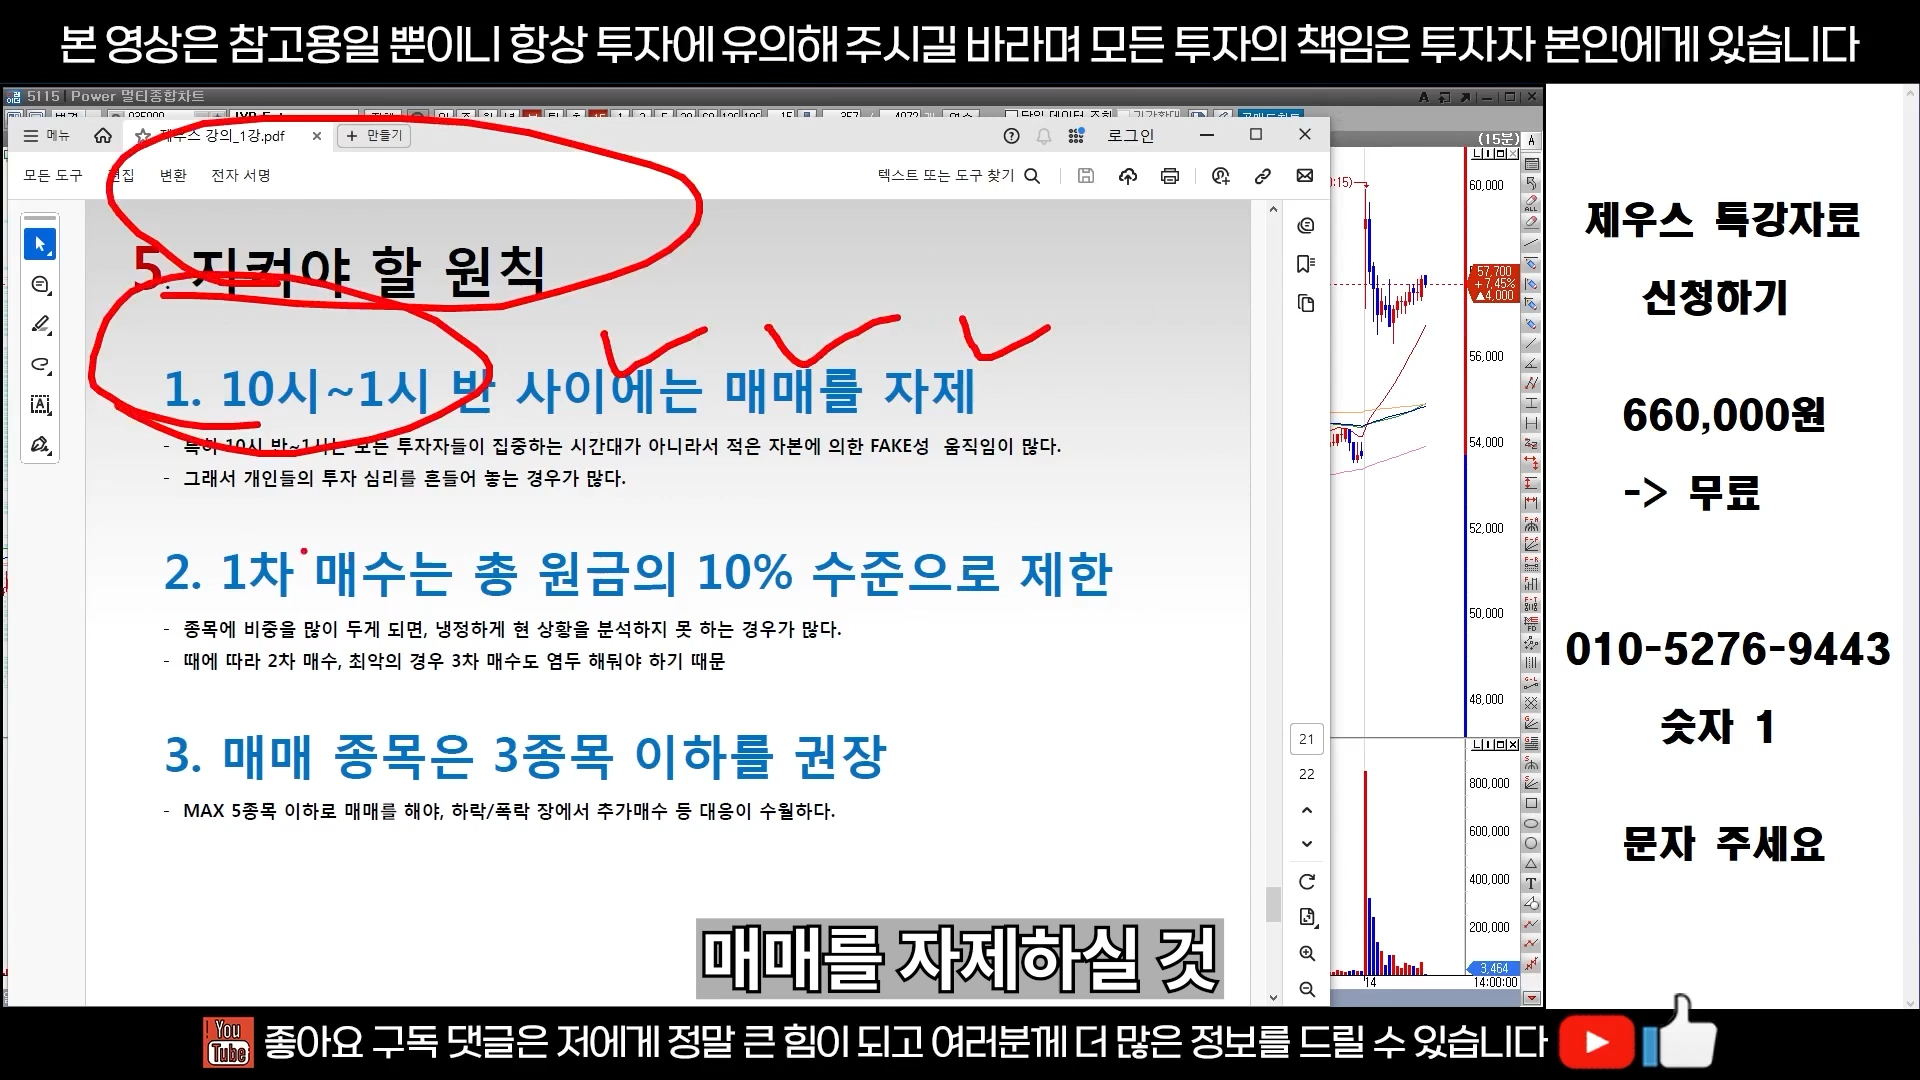 본 영상은 참고용일 뿐이니 항상 투자에 유의해 주시길 바라며 모든 투자의 책임은 투자자 본인에게 있습니다
5115 Power 멀티종합차트
메뉴
제우스 강의_1강.pdf
만들기
로그인
모든 도구
편집
변환
전자 서명
텍스트 또는 도구 찾기
5. 지켜야 할 원칙
1. 10시~1시 반 사이에는 매매를 자제
- 특히 10시 반~1시는 모든 투자자들이 집중하는 시간대가 아니라서 적은 자본에 의한 FAKE성 움직임이 많다.
- 그래서 개인들의 투자 심리를 흔들어 놓는 경우가 많다.
2. 1차 매수는 총 원금의 10% 수준으로 제한
- 종목에 비중을 많이 두게 되면, 냉정하게 현 상황을 분석하지 못 하는 경우가 많다.
- 때에 따라 2차 매수, 최악의 경우 3차 매수도 염두 해둬야 하기 때문
3. 매매 종목은 3종목 이하를 권장
- MAX 5종목 이하로 매매를 해야, 하락/폭락 장에서 추가매수 등 대응이 수월하다.
21
22
(15분)
60,000
57,700
+7.45%
▲4,000
56,000
54,000
52,000
50,000
48,000
800,000
600,000
400,000
200,000
3,464
14
14:00:00
제우스 특강자료
신청하기
660,000원
-> 무료
010-5276-9443
숫자 1
문자 주세요
매매를 자제하실 것
You Tube
좋아요 구독 댓글은 저에게 정말 큰 힘이 되고 여러분께 더 많은 정보를 드릴 수 있습니다